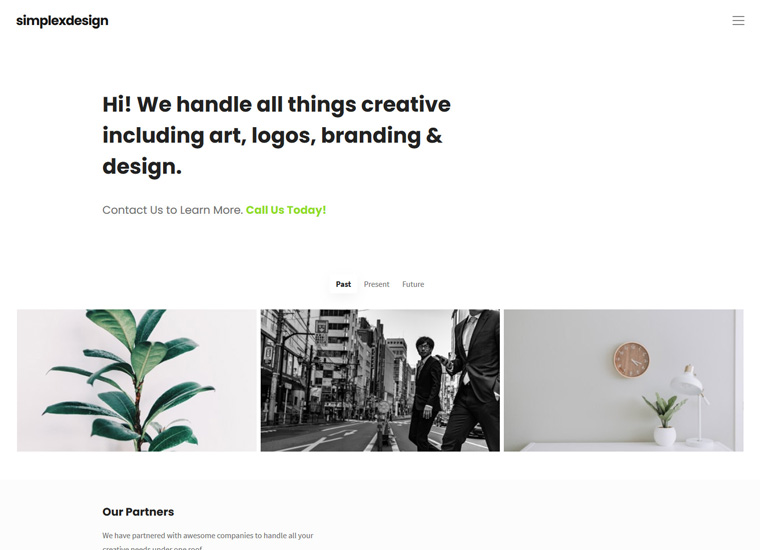 simplexdesign
Hi! We handle all things creative
including art, logos, branding &
design.
Contact Us to Learn More. Call Us Today!
Past Present Future
Our Partners
We have partnered with awesome companies to handle all your
creative needs under one roof